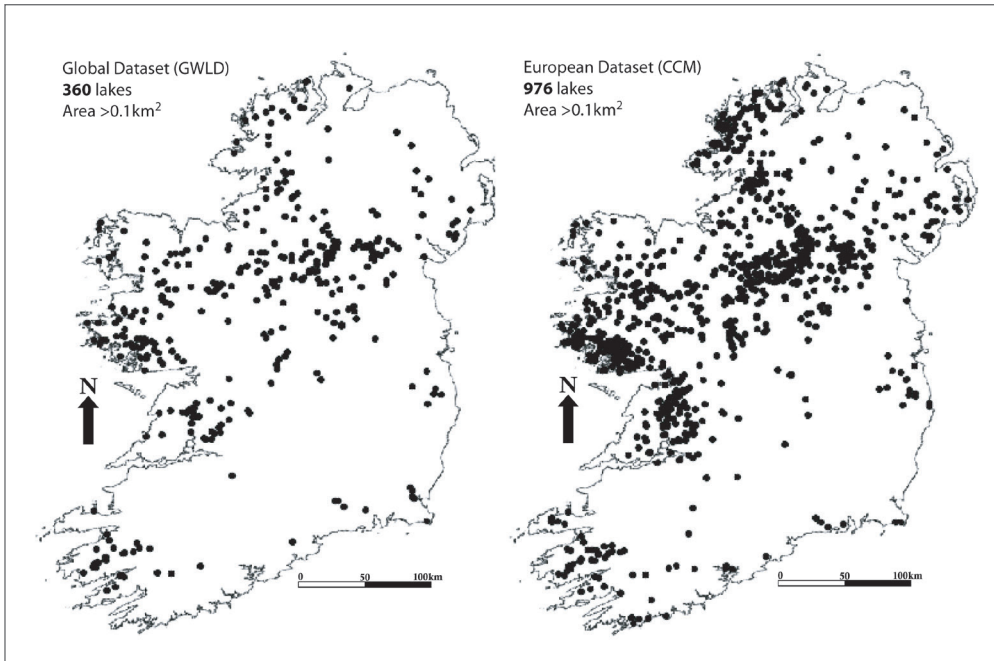 Global Dataset (GWLD)
360 lakes
Area >0.1km²
N
0 50 100km
European Dataset (CCM)
976 lakes
Area >0.1km²
N
0 50 100km